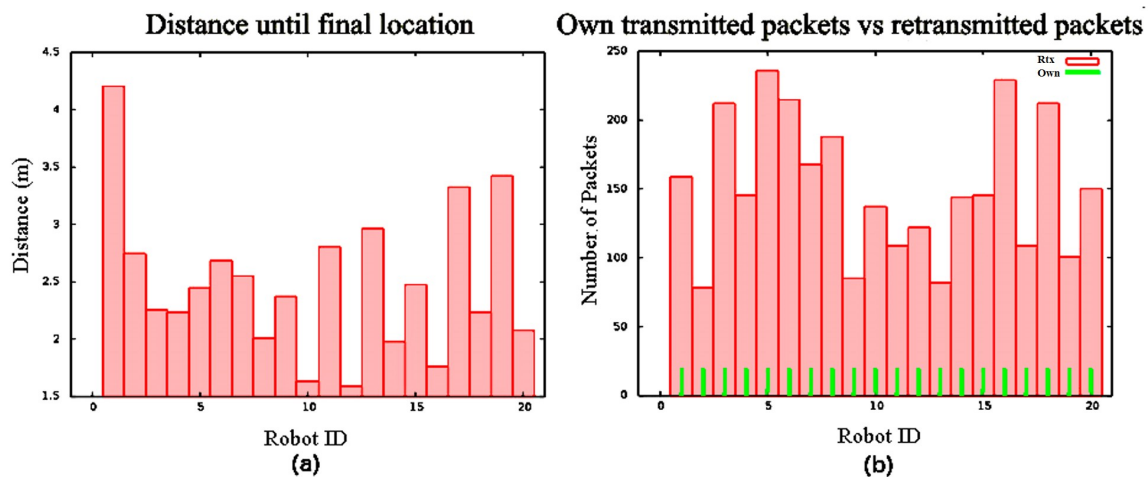 Distance until final location
4.5
4
3.5
3
2.5
2
1.5
Distance (m)
0 5 10 15 20
Robot ID
(a)
Own transmitted packets vs retransmitted packets
250
200
150
100
50
0
Number of Packets
Rtx
Own
0 5 10 15 20
Robot ID
(b)